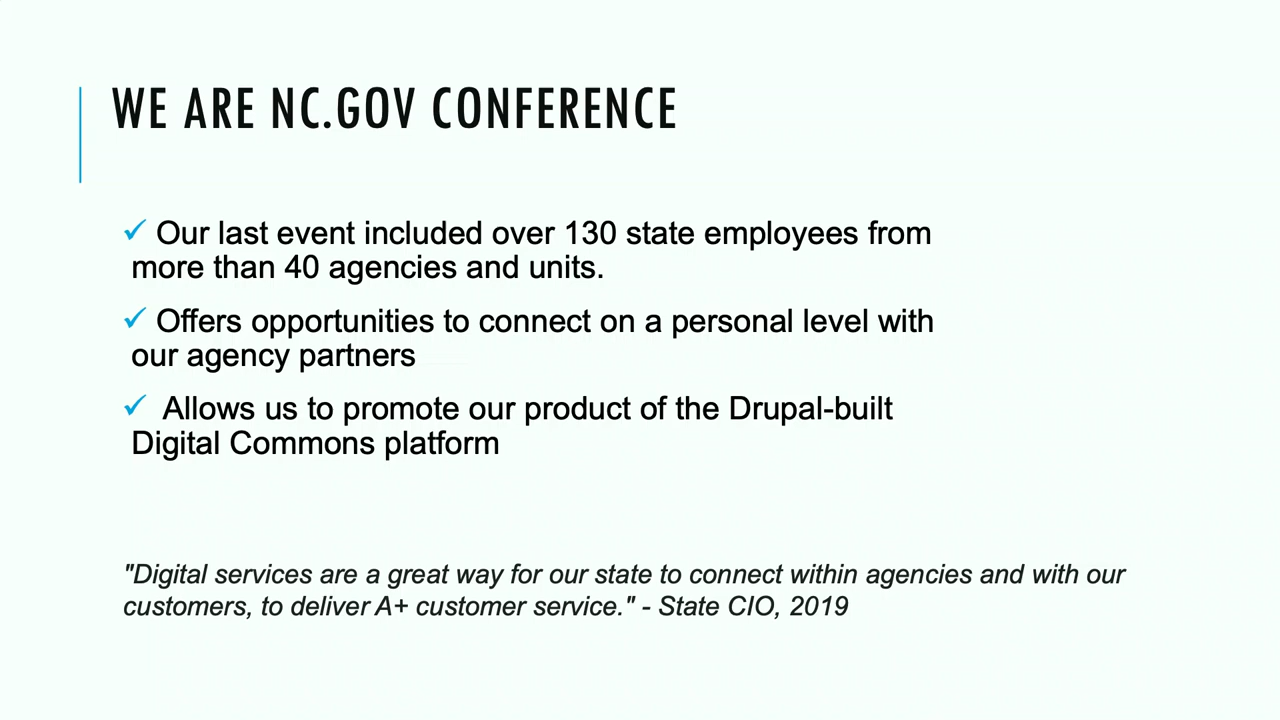 WE ARE NC.GOV CONFERENCE
✓ Our last event included over 130 state employees from
more than 40 agencies and units.
✓ Offers opportunities to connect on a personal level with
our agency partners
✓ Allows us to promote our product of the Drupal-built
Digital Commons platform
"Digital services are a great way for our state to connect within agencies and with our
customers, to deliver A+ customer service." - State CIO, 2019